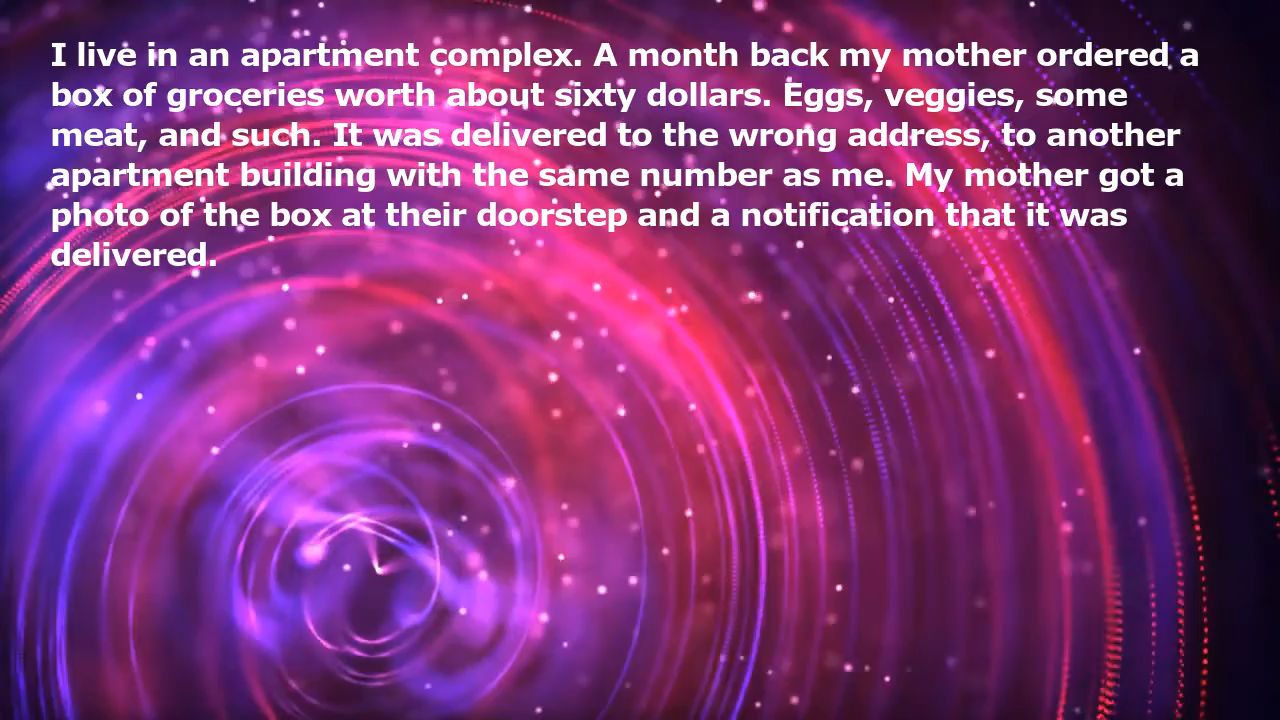 I live in an apartment complex. A month back my mother ordered a
box of groceries worth about sixty dollars. Eggs, veggies, some
meat, and such. It was delivered to the wrong address, to another
apartment building with the same number as me. My mother got a
photo of the box at their doorstep and a notification that it was
delivered.